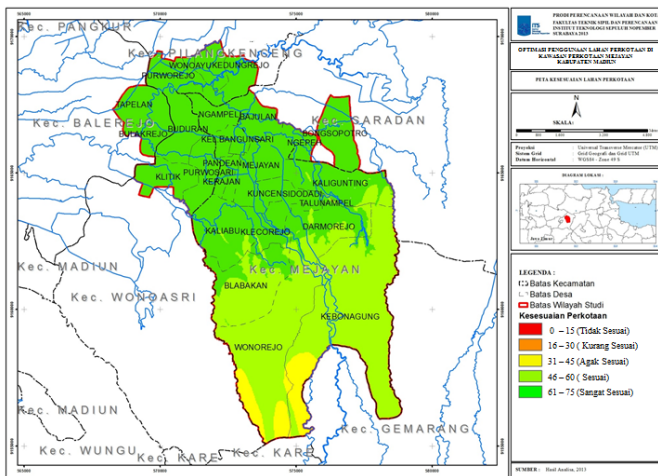 Kec. PANGKUR
Kec. PILANGKENCENG
WONOAYU KEDUNGREJO
PURWOREJO
TAPELAN
NGAMPEL
BAJULAN
Kec. BALEREJO
Kec. SARADAN
BULAKREJO
BUDURAN
KEL BANGUNSARI
BONGSOPOTRO
NGEPEH
PANDEAN
MEJAYAN
KLITIK
PURWOSARI
KERAJAN
KALIGUNTING
KUNCEN
SIDODADI
TALUNAMPEL
KALIABU
KLECOREJO
DARMOREJO
Kec. MADIUN
Kec. MEJAYAN
BLABAKAN
Kec. WONOASRI
KEBONAGUNG
WONOREJO
Kec. MADIUN
Kec. GEMARANG
Kec. WUNGU
Kec. KARE
Kec. KARE
ITS
PRODI PERENCANAAN WILAYAH DAN KOTA
FAKULTAS TEKNIK SIPIL DAN PERENCANAAN
INSTITUT TEKNOLOGI SEPULUH NOPEMBER
SURABAYA 2013
OPTIMASI PENGGUNAAN LAHAN PERKOTAAN DI
KAWASAN PERKOTAAN MEJAYAN
KABUPATEN MADIUN
PETA KESESUAIAN LAHAN PERKOTAAN
N
SKALA:
Proyeksi : Universal Transverse Mercator (UTM)
Sistem Grid : Grid Geografi dan Grid UTM
Datum Horizontal : WGS84 - Zone 49 S
DIAGRAM LOKASI :
LEGENDA :
Batas Kecamatan
Batas Desa
Batas Wilayah Studi
Kesesuaian Perkotaan
0 – 15 (Tidak Sesuai)
16 – 30 ( Kurang Sesuai)
31 – 45 (Agak Sesuai)
46 – 60 ( Sesuai)
61 – 75 (Sangat Sesuai)
SUMBER : Hasil Analisa, 2013